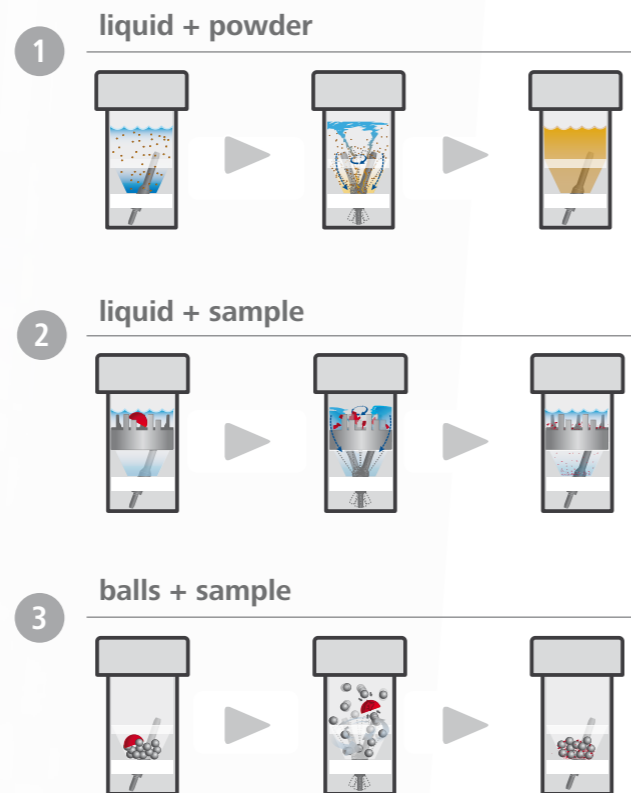 1
liquid + powder
2
liquid + sample
3
balls + sample